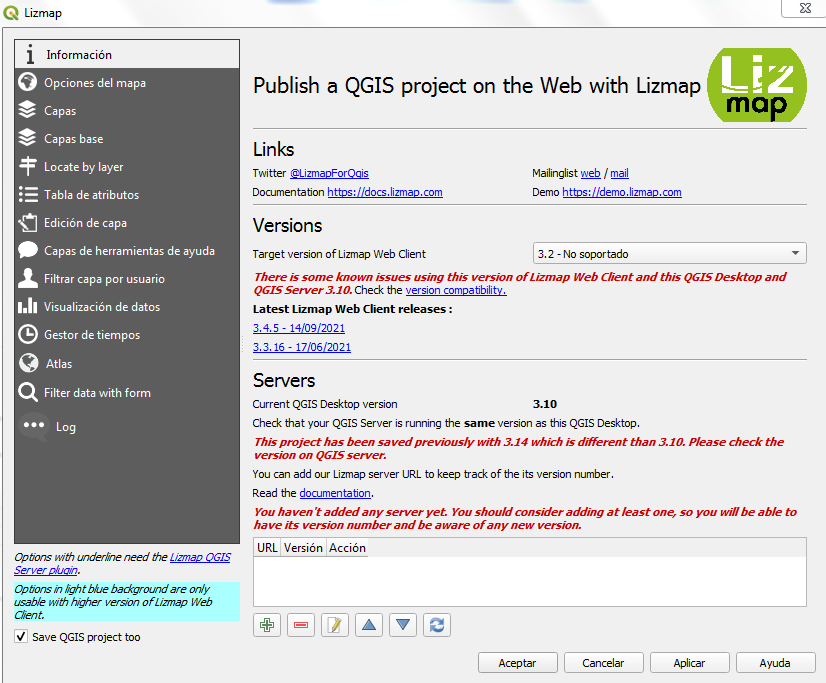 Lizmap
Información
Opciones del mapa
Capas
Capas base
Locate by layer
Tabla de atributos
Edición de capa
Capas de herramientas de ayuda
Filtrar capa por usuario
Visualización de datos
Gestor de tiempos
Atlas
Filter data with form
Log
Options with underline need the Lizmap QGIS
Server plugin.
Options in light blue background are only
usable with higher version of Lizmap Web
Client.
Save QGIS project too
Publish a QGIS project on the Web with Lizmap
Liz
map
Links
Twitter @LizmapForQgis
Mailinglist web / mail
Documentation https://docs.lizmap.com
Demo https://demo.lizmap.com
Versions
Target version of Lizmap Web Client
3.2 - No soportado
There is some known issues using this version of Lizmap Web Client and this QGIS Desktop and
QGIS Server 3.10. Check the version compatibility.
Latest Lizmap Web Client releases :
3.4.5 - 14/09/2021
3.3.16 - 17/06/2021
Servers
Current QGIS Desktop version
3.10
Check that your QGIS Server is running the same version as this QGIS Desktop.
This project has been saved previously with 3.14 which is different than 3.10. Please check the
version on QGIS server.
You can add our Lizmap server URL to keep track of the its version number.
Read the documentation.
You haven't added any server yet. You should consider adding at least one, so you will be able to
have its version number and be aware of any new version.
URL Versión Acción
Aceptar
Cancelar
Aplicar
Ayuda